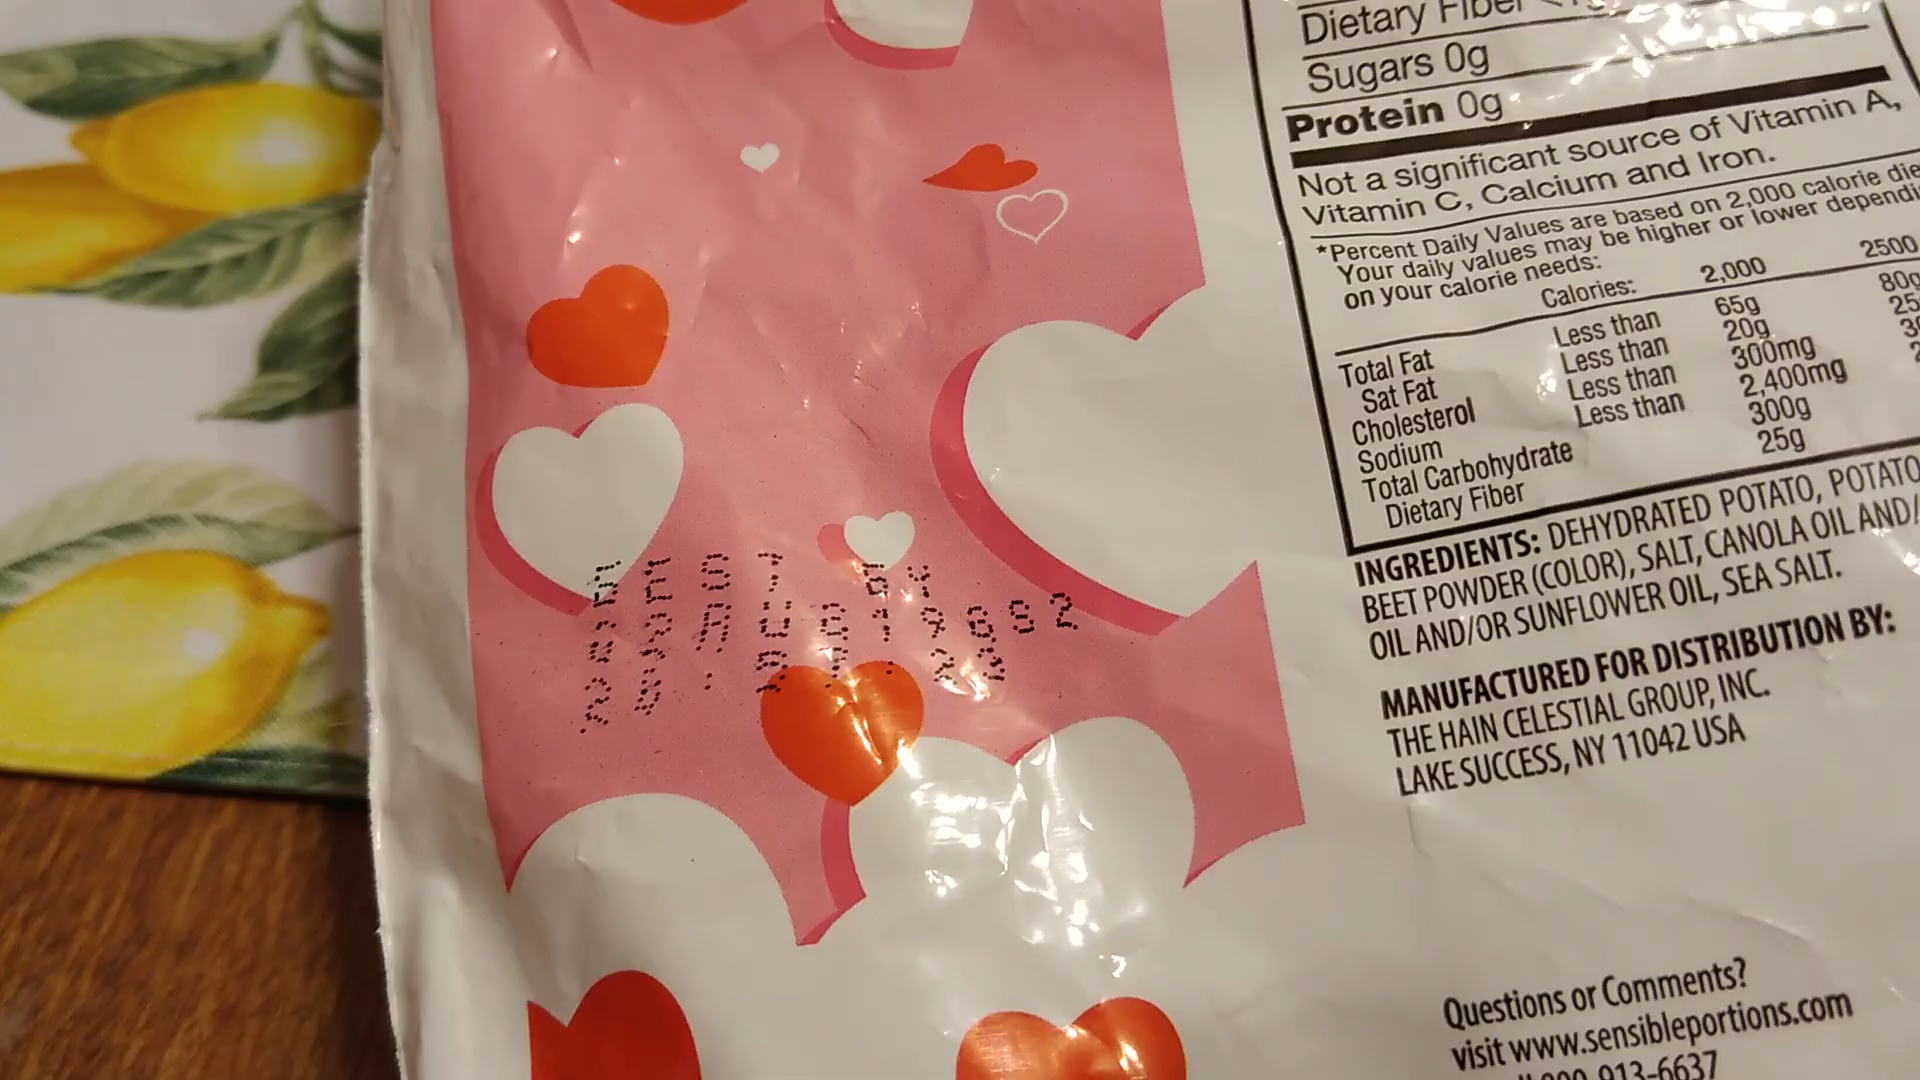 Dietary Fiber
Sugars 0g
Protein 0g
Not a significant source of Vitamin A,
Vitamin C, Calcium and Iron.
*Percent Daily Values are based on 2,000 calorie die
Your daily values may be higher or lower dependi
on your calorie needs:
Calories: 2,000 2500
Total Fat Less than 65g 80g
Sat Fat Less than 20g 25
Cholesterol Less than 300mg
Sodium Less than 2,400mg
Total Carbohydrate 300g
Dietary Fiber 25g
INGREDIENTS: DEHYDRATED POTATO, POTATO
BEET POWDER (COLOR), SALT, CANOLA OIL AND/
OIL AND/OR SUNFLOWER OIL, SEA SALT.
MANUFACTURED FOR DISTRIBUTION BY:
THE HAIN CELESTIAL GROUP, INC.
LAKE SUCCESS, NY 11042 USA
Questions or Comments?
visit www.sensibleportions.com
913-6637
BEST BY